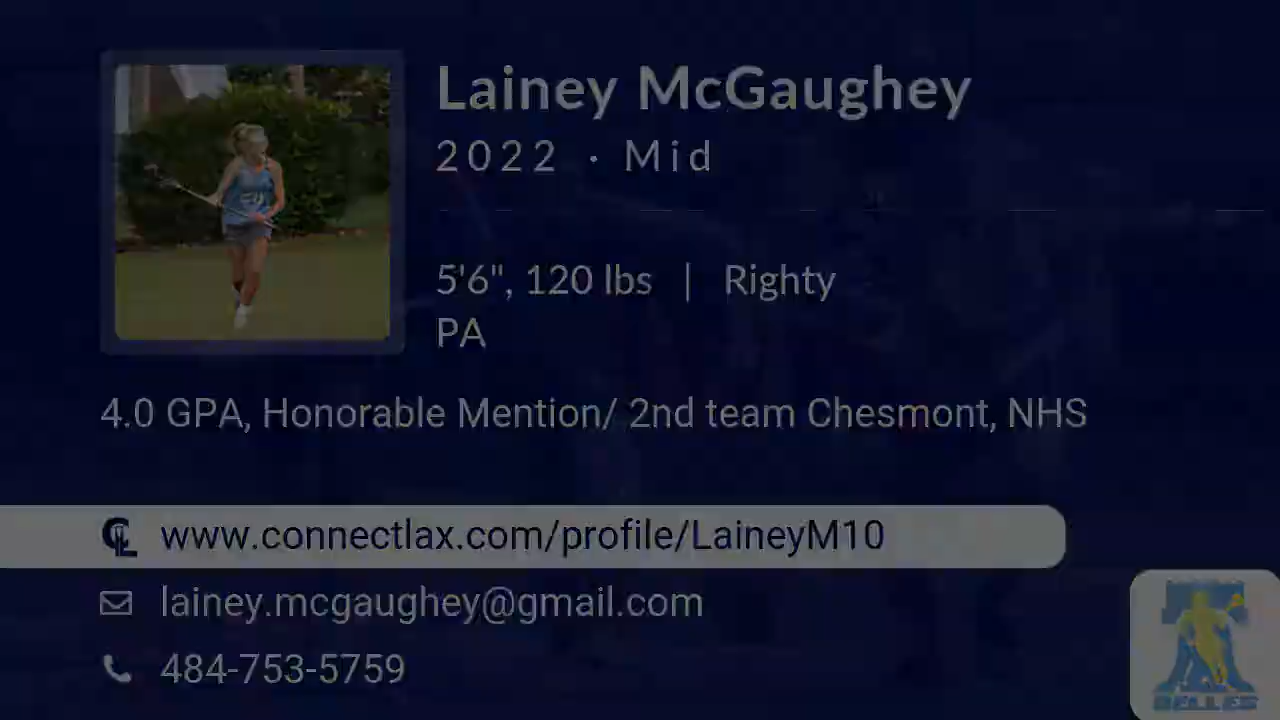 Lainey McGaughey
2022 · Mid
5'6", 120 lbs | Righty
PA
4.0 GPA, Honorable Mention/ 2nd team Chesmont, NHS
www.connectlax.com/profile/LaineyM10
lainey.mcgaughey@gmail.com
484-753-5759
BELLES